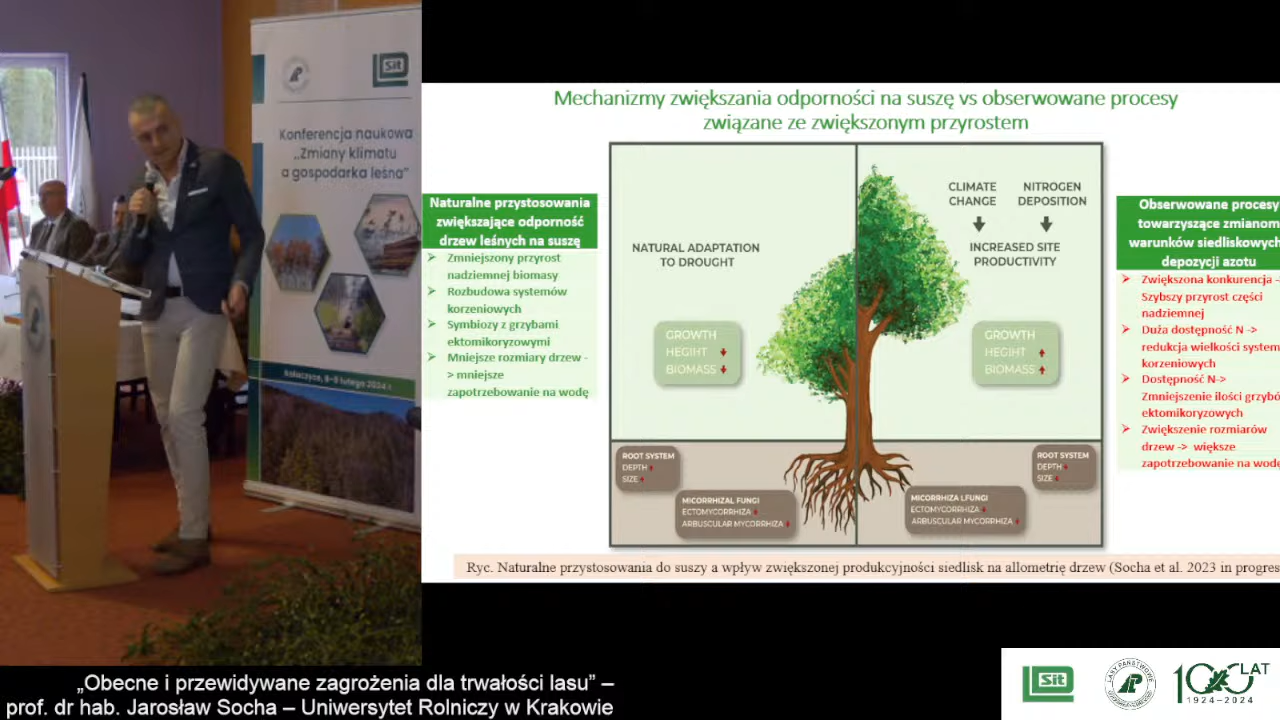 Sit
Konferencja naukowa
„Zmiany klimatu
a gospodarka leśna”
Mechanizmy zwiększania odporności na suszę vs obserwowane procesy
związane ze zwiększonym przyrostem
Naturalne przystosowania
zwiększające odporność
drzew leśnych na suszę
Zmniejszony przyrost
nadziemnej biomasy
Rozbudowa systemów
korzeniowych
Symbiozy z grzybami
ektomikoryzowymi
Mniejsze rozmiary drzew -
> mniejsze
zapotrzebowanie na wodę
NATURAL ADAPTATION
TO DROUGHT
GROWTH
HEGIHT
BIOMASS
CLIMATE
CHANGE
NITROGEN
DEPOSITION
INCREASED SITE
PRODUCTIVITY
GROWTH
HEGIHT
BIOMASS
ROOT SYSTEM
DEPTH
SIZE
MICORRHIZAL FUNGI
ECTOMYCORRHIZA
ARBUSCULAR MYCORRHIZA
ROOT SYSTEM
DEPTH
SIZE
MICORRHIZA LFUNGI
ECTOMYCORRHIZA
ARBUSCULAR MYCORRHIZA
Obserwowane procesy
towarzyszące zmianom
warunków siedliskowych
depozycji azotu
Zwiększona konkurencja -
Szybszy przyrost części
nadziemnej
Duża dostępność N ->
redukcja wielkości system
korzeniowych
Dostępność N->
Zmniejszenie ilości grzybó
ektomikoryzowych
Zwiększenie rozmiarów
drzew -> większe
zapotrzebowanie na wodę
Ryc. Naturalne przystosowania do suszy a wpływ zwiększonej produkcyjności siedlisk na allometrię drzew (Socha et al. 2023 in progres
„Obecne i przewidywane zagrożenia dla trwałości lasu” –
prof. dr hab. Jarosław Socha – Uniwersytet Rolniczy w Krakowie
Sit
LASY PAŃSTWOWE
100 LAT
1924–2024